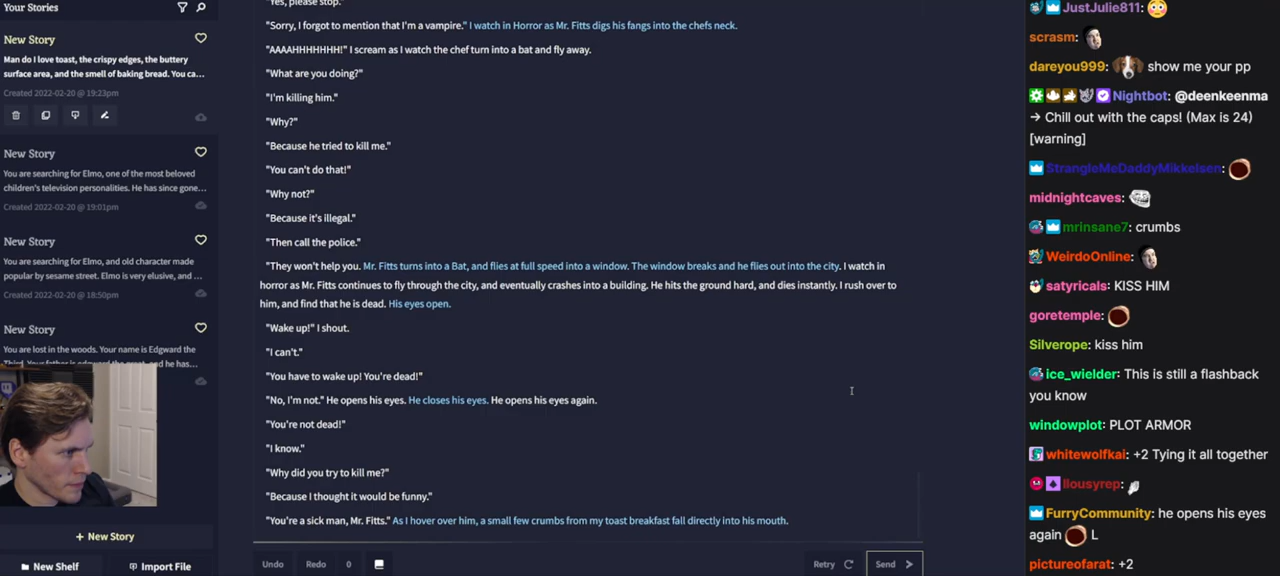 Your Stories
New Story
Man do I love toast, the crispy edges, the buttery
surface area, and the smell of baking bread. You ca...
Created 2022-02-20 @ 19:23pm
New Story
You are searching for Elmo, one of the most beloved
children's television personalities. He has since gone...
Created 2022-02-20 @ 19:01pm
New Story
You are searching Elmo, and old character made
popular by sesame street. Elmo is very elusive, and ...
Created 2022-02-20 @ 18:50pm
New Story
You are lost in the woods. Your name is Edgward the
Third. Your father is edgward the great, and he has...
+ New Story
New Shelf
Import File
"Yes, please stop."
"Sorry, I forgot to mention that I'm a vampire." I watch in Horror as Mr. Fitts digs his fangs into the chefs neck.
"AAAAHHHHHHH!" I scream as I watch the chef turn into a bat and fly away.
"What are you doing?"
"I'm killing him."
"Why?"
"Because he tried to kill me."
"You can't do that!"
"Why not?"
"Because it's illegal."
"Then call the police."
"They won't help you. Mr. Fitts turns into a Bat, and flies at full speed into a window. The window breaks and he flies out into the city. I watch in
horror as Mr. Fitts continues to fly through the city, and eventually crashes into a building. He hits the ground hard, and dies instantly. I rush over to
him, and find that he is dead. His eyes open.
"Wake up!" I shout.
"I can't."
"You have to wake up! You're dead!"
"No, I'm not." He opens his eyes. He closes his eyes. He opens his eyes again.
"You're not dead!"
"I know."
"Why did you try to kill me?"
"Because I thought it would be funny."
"You're a sick man, Mr. Fitts." As I hover over him, a small few crumbs from my toast breakfast fall directly into his mouth.
Undo
Redo
0
Retry
Send
JustJulie811:
scrasm:
dareyou999: show me your pp
Nightbot: @deenkeenma
→ Chill out with the caps! (Max is 24)
[warning]
StrangleMeDaddyMikkelsen:
midnightcaves:
mrinsane7: crumbs
WeirdoOnline:
satyricals: KISS HIM
goretemple:
Silverope: kiss him
ice_wielder: This is still a flashback
you know
windowplot: PLOT ARMOR
whitewolfkai: +2 Tying it all together
llousyrep:
FurryCommunity: he opens his eyes
again L
pictureofarat: +2